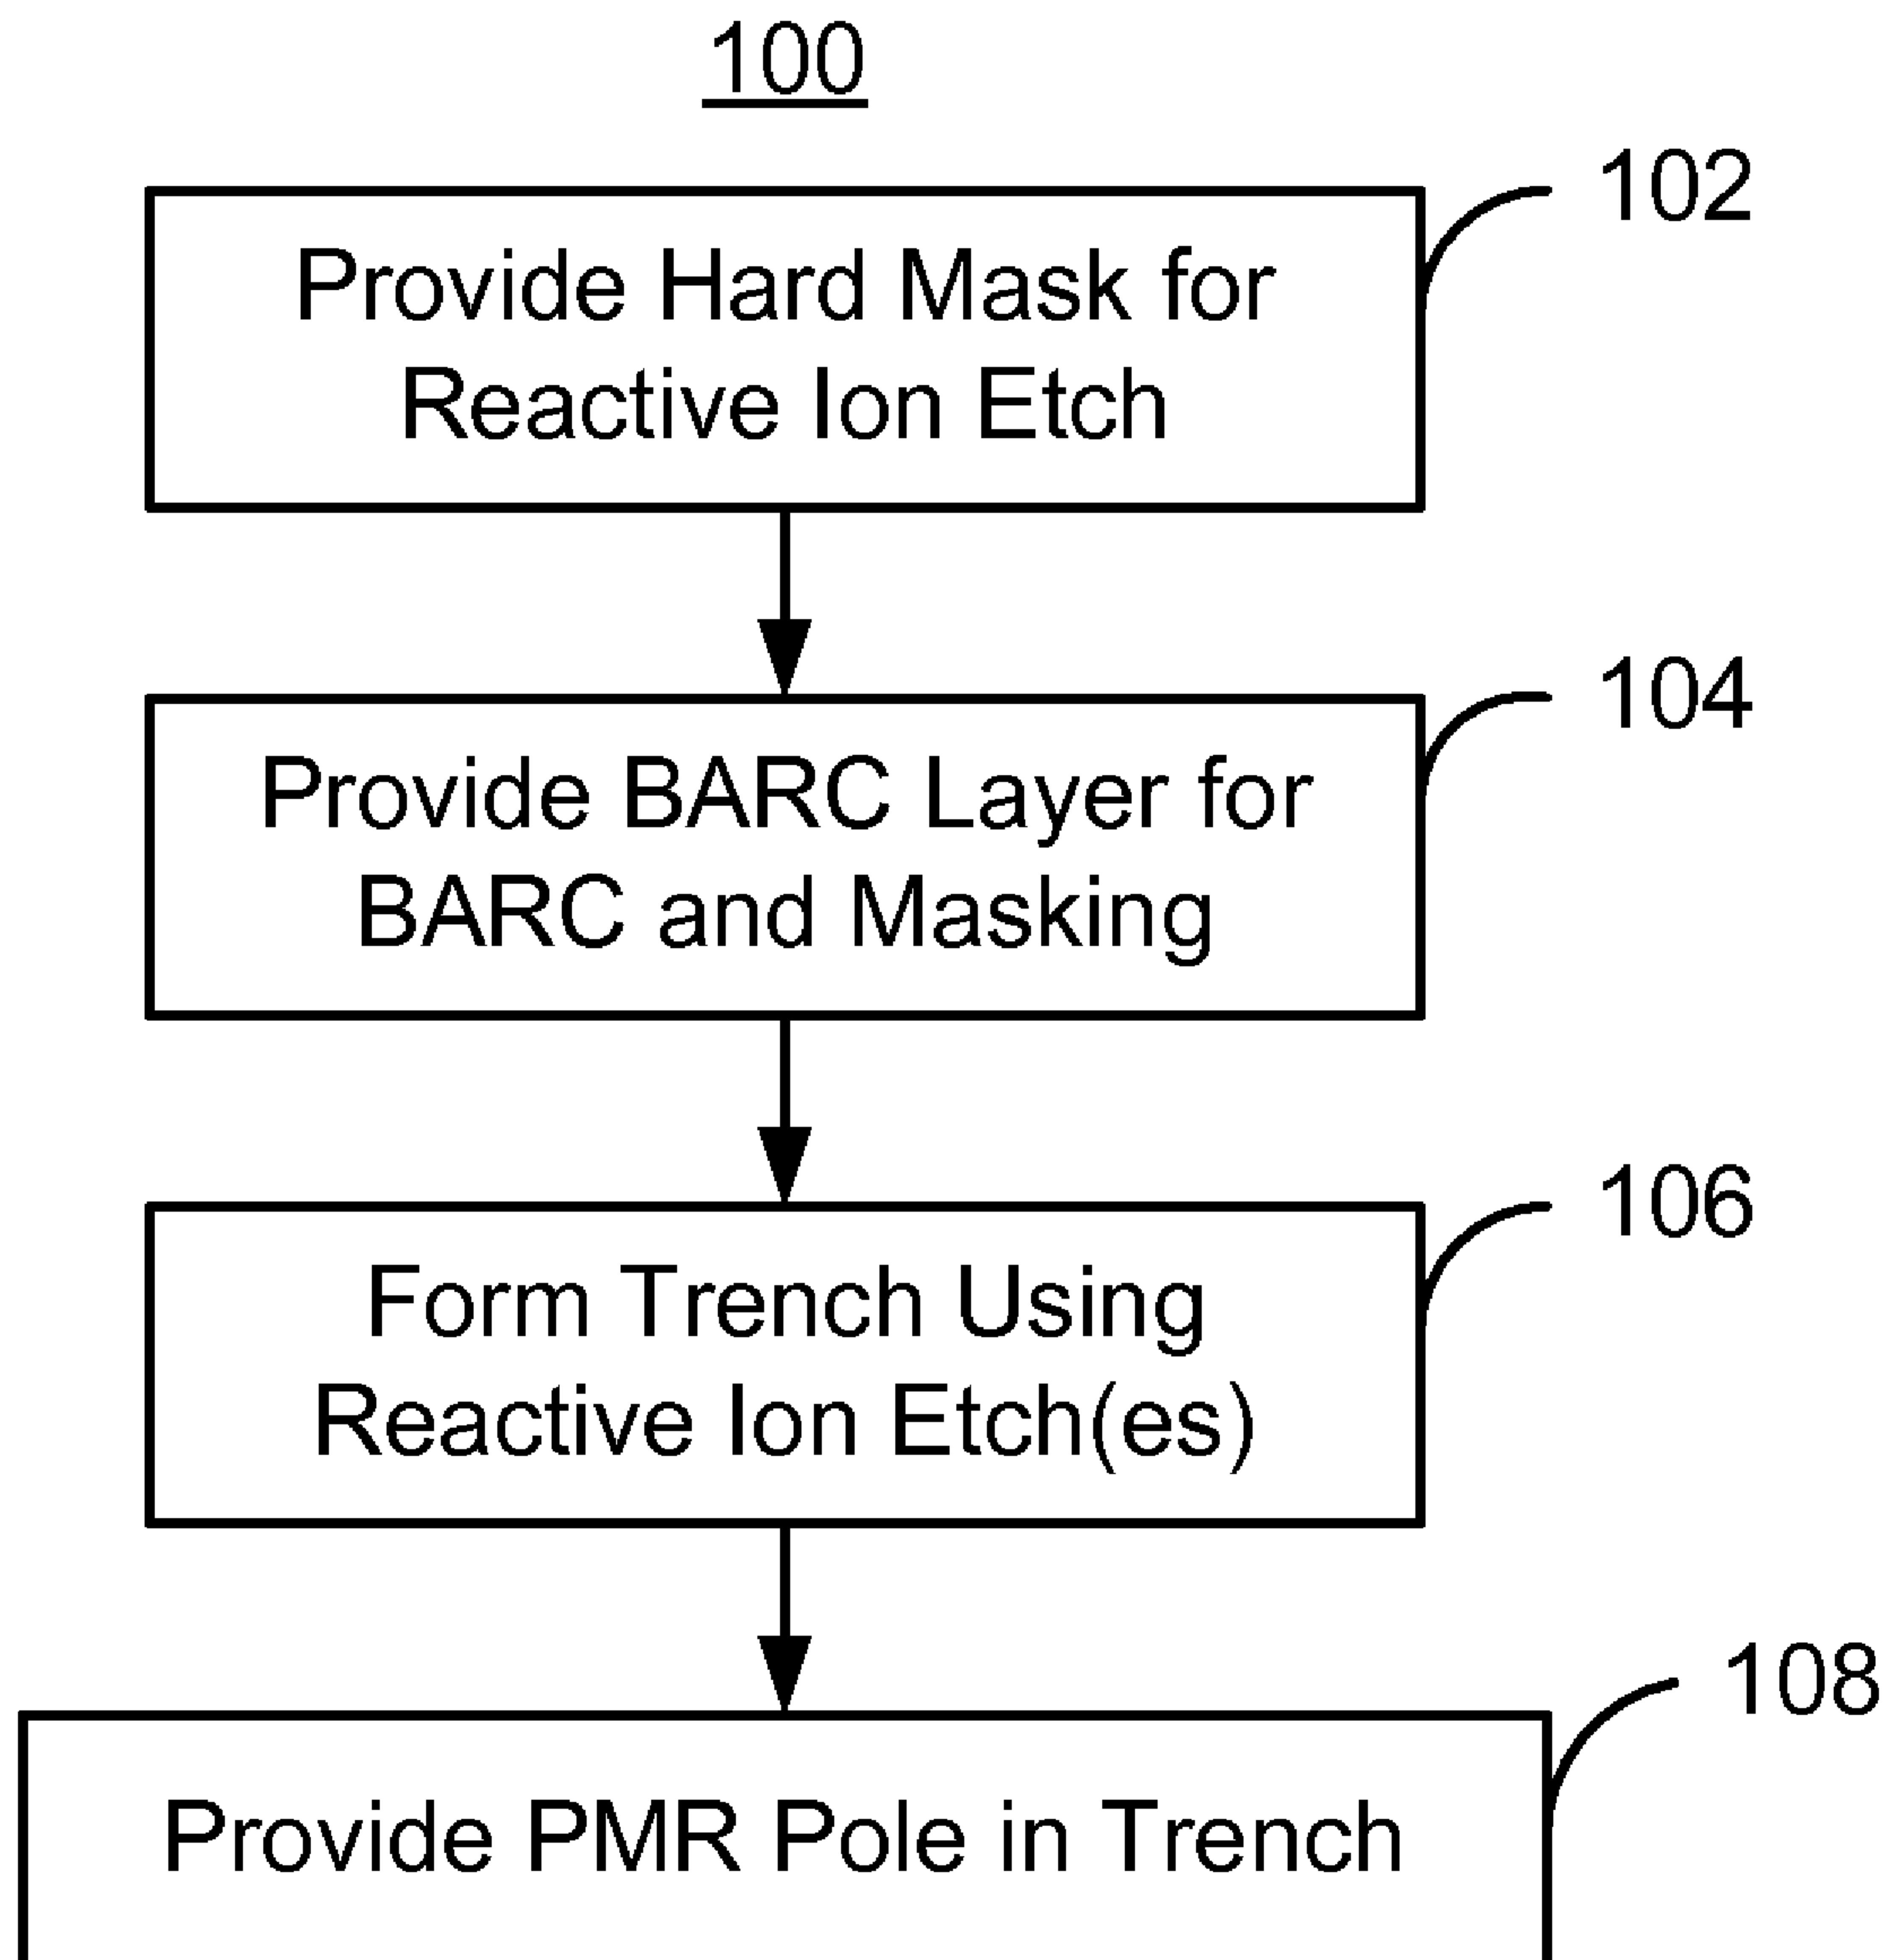 100
102
Provide Hard Mask for
Reactive Ion Etch
104
Provide BARC Layer for
BARC and Masking
106
Form Trench Using
Reactive Ion Etch(es)
108
Provide PMR Pole in Trench